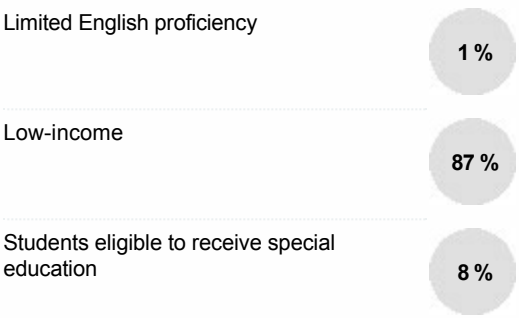 Limited English proficiency
1 %
Low-income
87 %
Students eligible to receive special
education
8 %